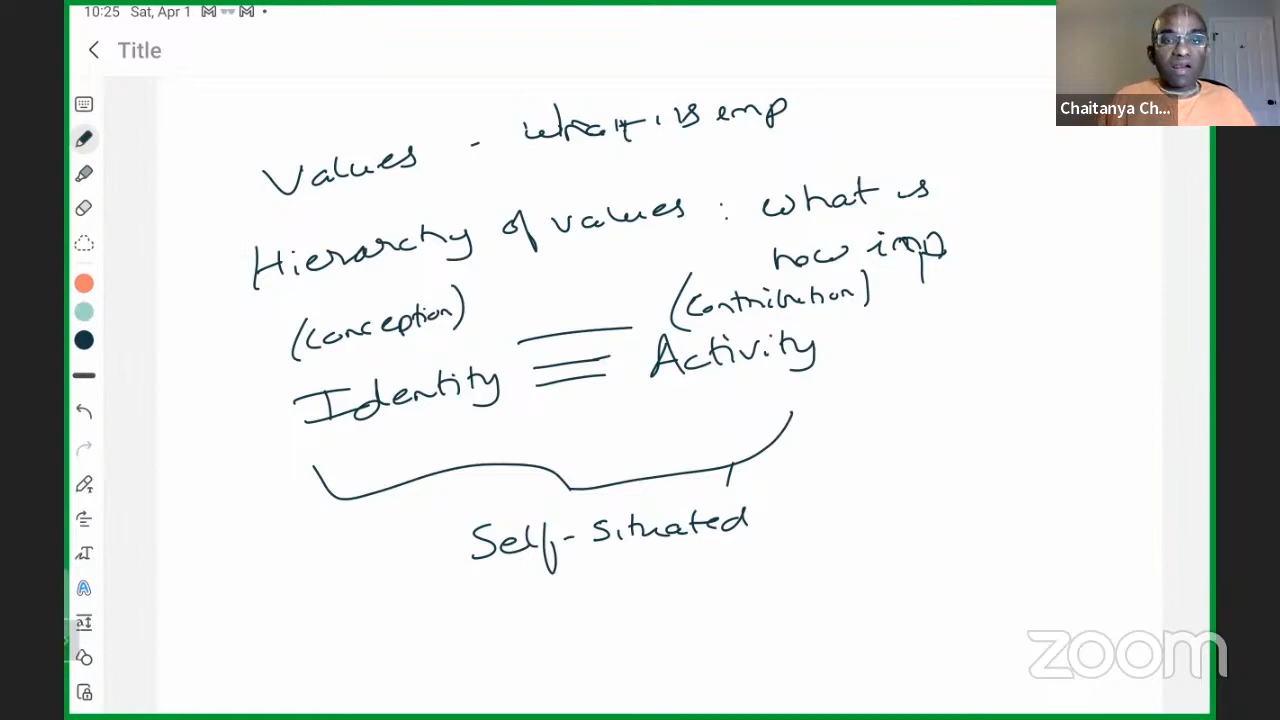 10:25 Sat, Apr 1
Title
Chaitanya Ch...
Values - what is imp
Hierarchy of values : what is
how imp
(conception) (contribution)
Identity ≡ Activity
Self-situated
zoom